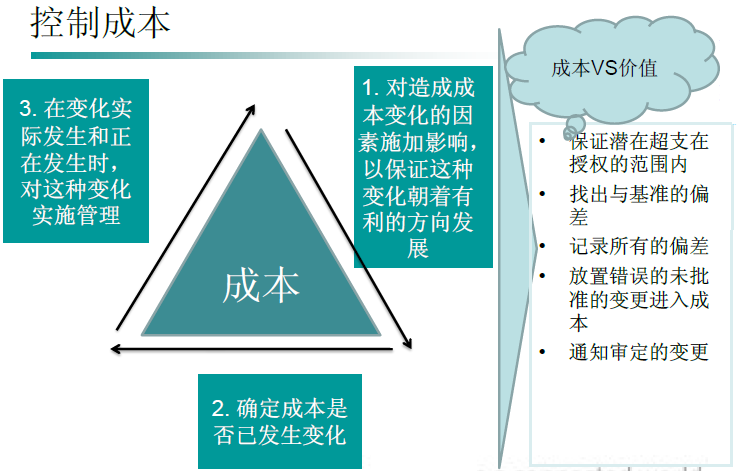 控制成本
3. 在变化实
际发生和正
在发生时，
对这种变化
实施管理
1. 对造成成
本变化的因
素施加影响，
以保证这种
变化朝着有
利的方向发
展
成本
2. 确定成本是
否已发生变化
成本VS价值
• 保证潜在超支在
授权的范围内
• 找出与基准的偏
差
• 记录所有的偏差
• 放置错误的未批
准的变更进入成
本
• 通知审定的变更